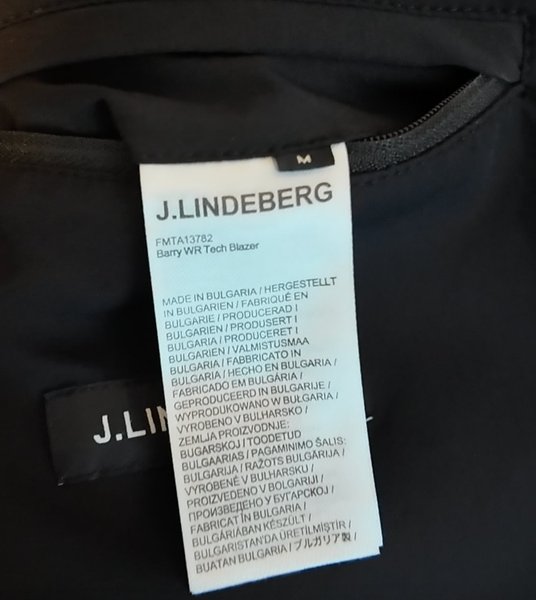 M
J.LINDEBERG
FMTA13782
Barry WR Tech Blazer
MADE IN BULGARIA / HERGESTELLT
IN BULGARIEN / FABRIQUÉ EN
BULGARIE / PRODUCERAD I
BULGARIEN / PRODUSERT I
BULGARIA / PRODUCERET I
BULGARIEN / VALMISTUSMAA
BULGARIA / FABBRICATO IN
BULGARIA / HECHO EN BULGARIA /
FABRICADO EM BULGÁRIA /
GEPRODUCEERD IN BULGARIJE /
WYPRODUKOWANO W BULGARIA /
VYROBENO V BULHARSKO /
ZEMLJA PROIZVODNJE:
BUGARSKOJ / TOODETUD
BULGAARIAS / PAGAMINIMO ŠALIS:
BULGARIJA / RAŽOTS BULGĀRIJA /
VYROBENÉ V BULHARSKU /
PROIZVEDENO V BOLGARIJI /
ПРОИЗВЕДЕНО У БУГАРСКОЈ /
FABRICAT ÎN BULGARIA /
BULGÁRIÁBAN KÉSZÜLT /
BULGARISTAN'DA ÜRETILMIŞTIR /
BUATAN BULGARIA / ブルガリア製 /
J.LIN